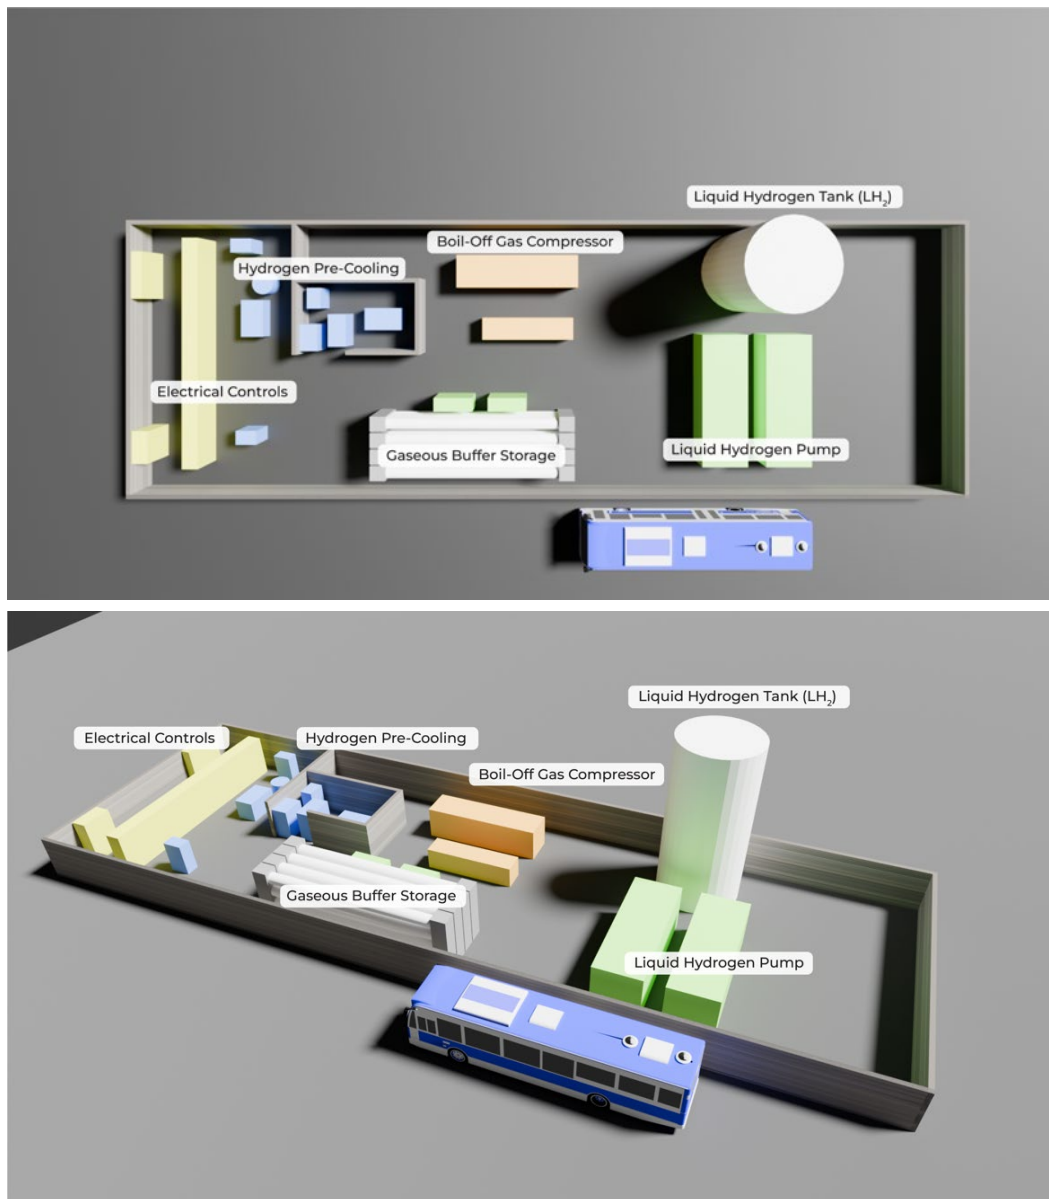 Liquid Hydrogen Tank (LH₂)
Boil-Off Gas Compressor
Hydrogen Pre-Cooling
Electrical Controls
Gaseous Buffer Storage
Liquid Hydrogen Pump
Liquid Hydrogen Tank (LH₂)
Electrical Controls
Hydrogen Pre-Cooling
Boil-Off Gas Compressor
Gaseous Buffer Storage
Liquid Hydrogen Pump